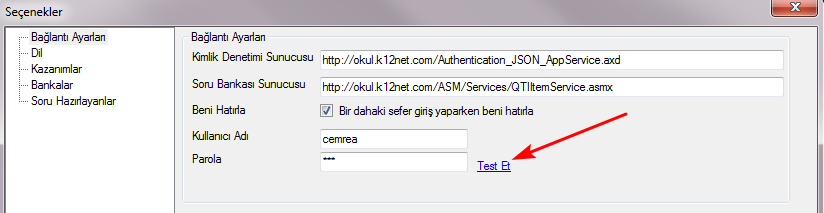 Seçenekler
Bağlantı Ayarları
Dil
Kazanımlar
Bankalar
Soru Hazırlayanlar
Bağlantı Ayarları
Kimlik Denetimi Sunucusu http://okul.k12net.com/Authentication_JSON_AppService.axd
Soru Bankası Sunucusu http://okul.k12net.com/ASM/Services/QTIItemService.asmx
Beni Hatırla Bir dahaki sefer giriş yaparken beni hatırla
Kullanıcı Adı cemrea
Parola *** Test Et